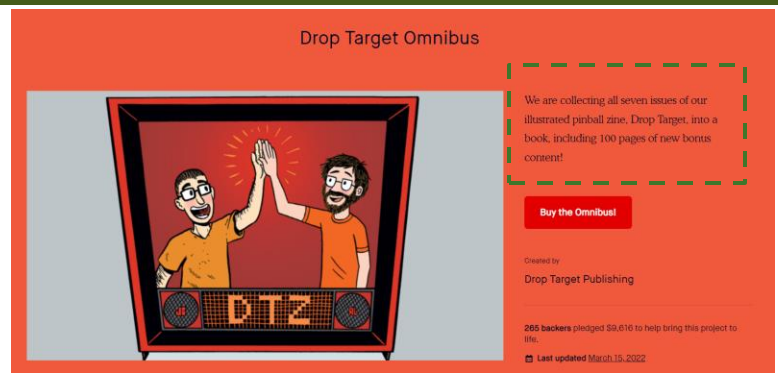 Drop Target Omnibus
We are collecting all seven issues of our
illustrated pinball zine, Drop Target, into a
book, including 100 pages of new bonus
content!
Buy the Omnibus!
Created by
Drop Target Publishing
265 backers pledged $9,616 to help bring this project to
life.
Last updated March 15, 2022
DTZ